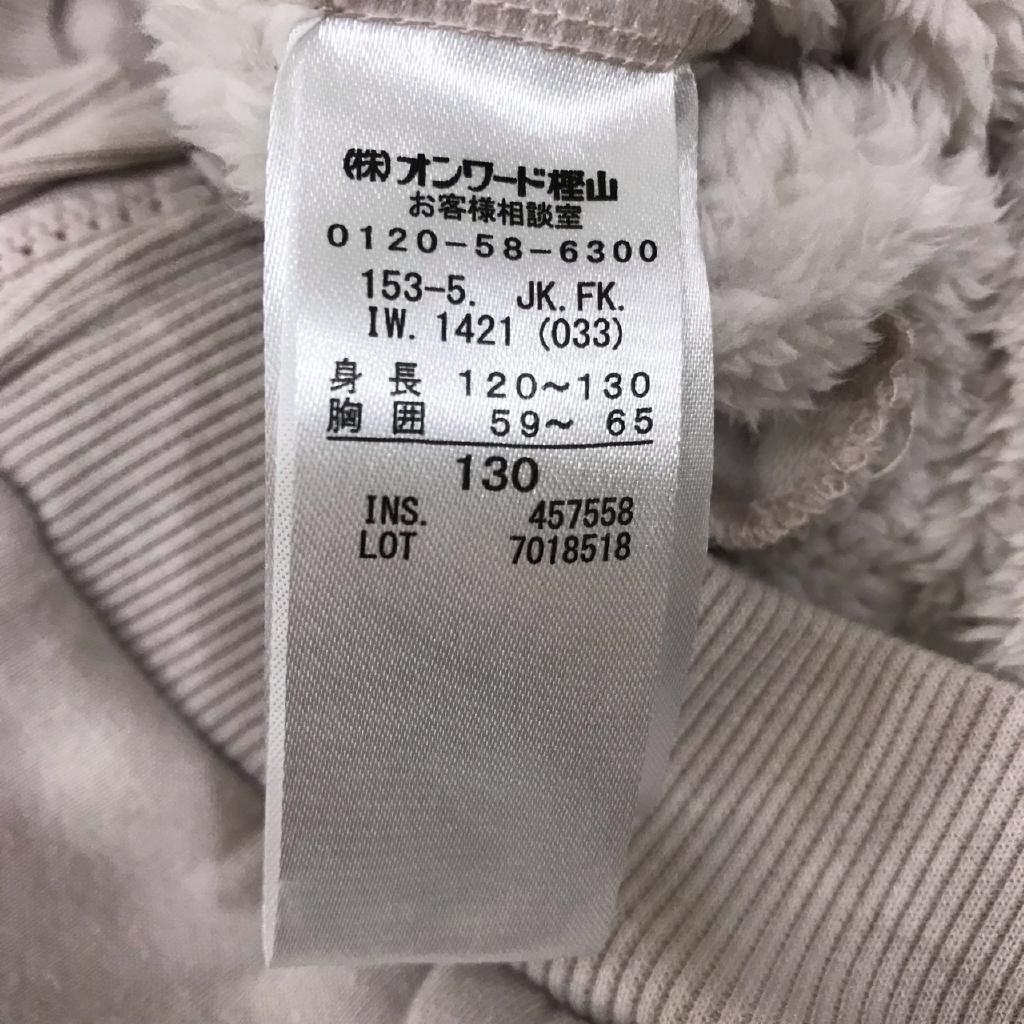 (株)オンワード樫山
お客様相談室
0120-58-6300
153-5. JK.FK.
IW. 1421 (033)
身長 120~130
胸囲 59~ 65
130
INS. 457558
LOT 7018518